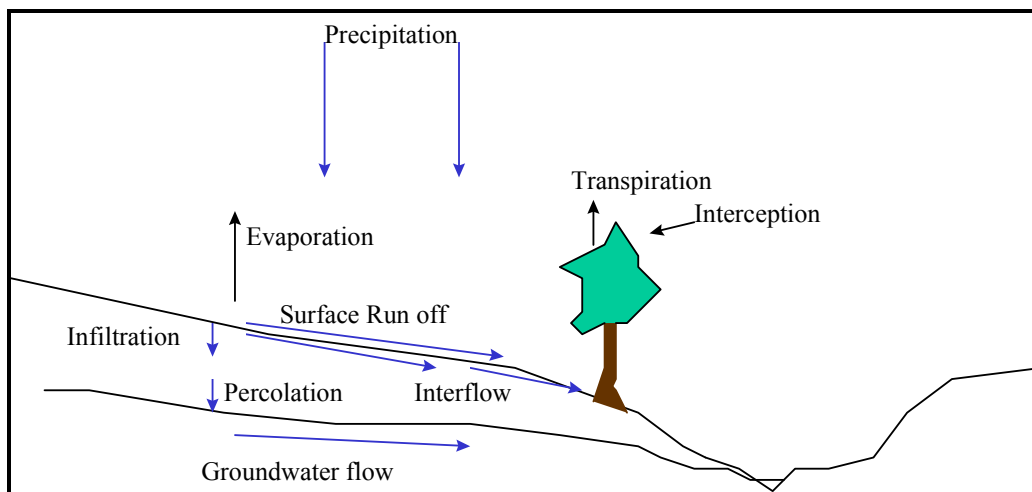 Precipitation
Transpiration
Interception
Evaporation
Surface Run off
Infiltration
Percolation
Interflow
Groundwater flow